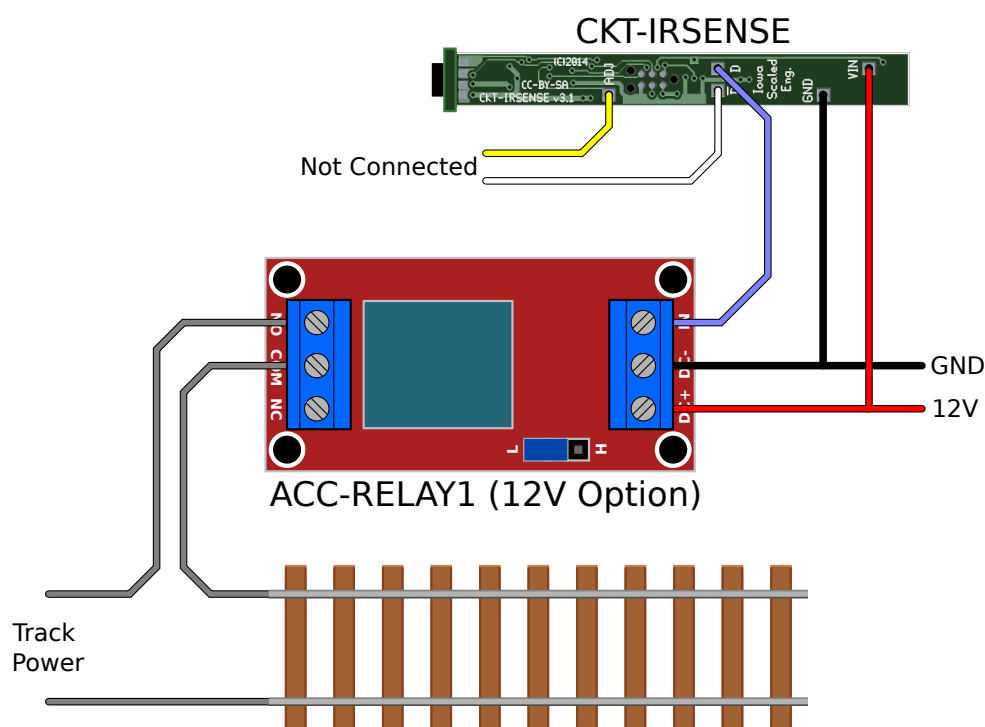 CKT-IRSENSE
(C)2014
CC-BY-SA
CKT-IRSENSE v3.1
ADJ
D
Iowa
Scaled
Eng.
GND
VIN
Not Connected
NO
COM
NC
IN
DC-
DC+
GND
12V
L
H
ACC-RELAY1 (12V Option)
Track
Power